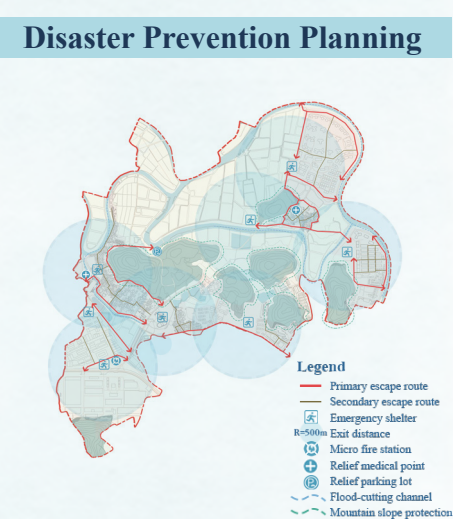 Disaster Prevention Planning
Legend
Primary escape route
Secondary escape route
Emergency shelter
R=500m Exit distance
Micro fire station
Relief medical point
Relief parking lot
Flood-cutting channel
Mountain slope protection